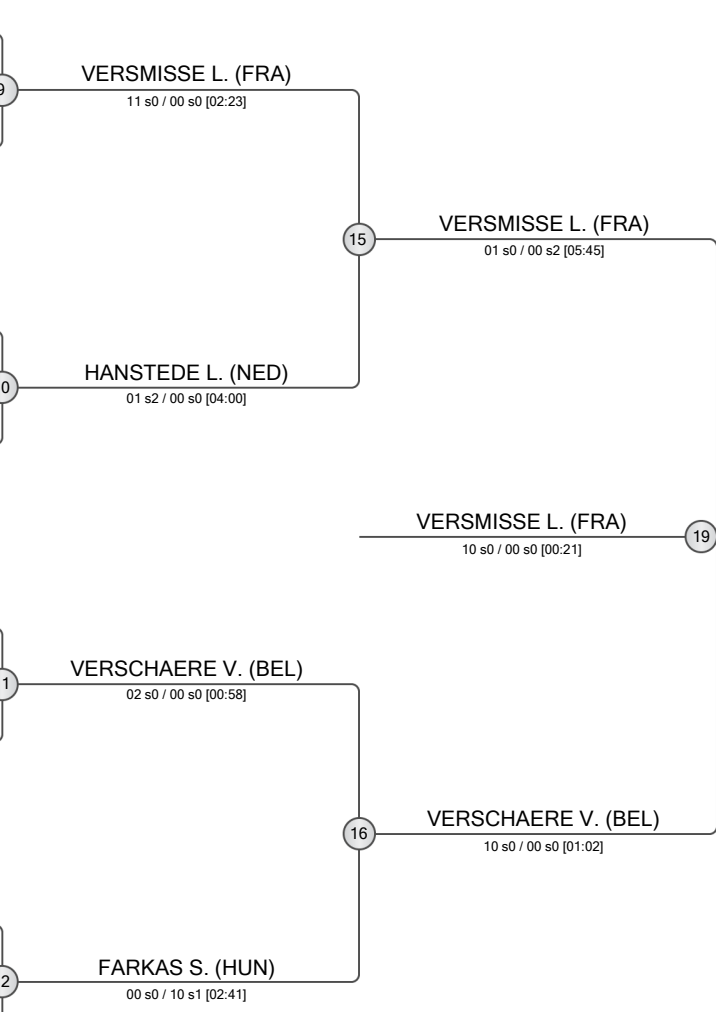 VERSMISSE L. (FRA)
11 s0 / 00 s0 [02:23]
VERSMISSE L. (FRA)
15
01 s0 / 00 s2 [05:45]
HANSTEDE L. (NED)
01 s2 / 00 s0 [04:00]
VERSMISSE L. (FRA)
19
10 s0 / 00 s0 [00:21]
VERSCHAERE V. (BEL)
02 s0 / 00 s0 [00:58]
VERSCHAERE V. (BEL)
16
10 s0 / 00 s0 [01:02]
FARKAS S. (HUN)
00 s0 / 10 s1 [02:41]